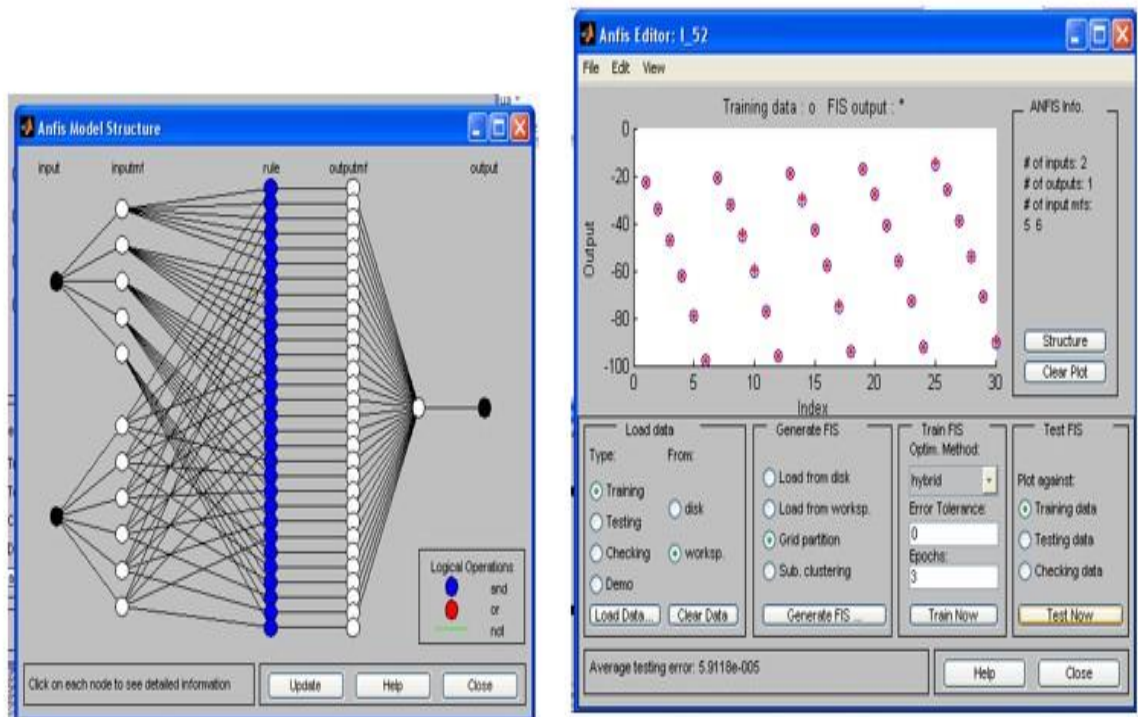 Anfis Model Structure
input inputmf rule outputmf output
Logical Operations
and
or
not
Click on each node to see detailed information
Update Help Close
Anfis Editor: I_52
File Edit View
Training data : o FIS output : *
0
-20
-40
-60
-80
-100
Output
0 5 10 15 20 25 30
Index
ANFIS Info.
# of inputs: 2
# of outputs: 1
# of input mfs:
5 6
Structure
Clear Plot
Load data
Type: From:
Training
Testing
Checking
Demo
disk
worksp.
Load Data... Clear Data
Generate FIS
Load from disk
Load from worksp.
Grid partition
Sub. clustering
Generate FIS ...
Train FIS
Optim. Method:
hybrid
Error Tolerance:
0
Epochs:
3
Train Now
Test FIS
Plot against:
Training data
Testing data
Checking data
Test Now
Average testing error: 5.9118e-005
Help Close